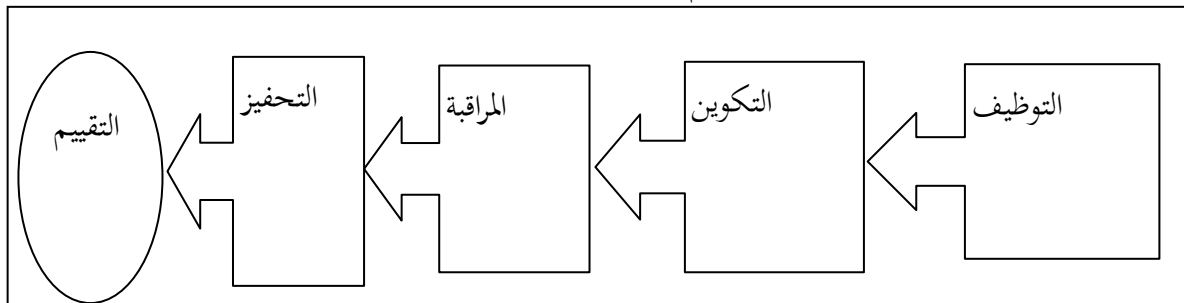 التوظيف
التكوين
المراقبة
التحفيز
التقييم